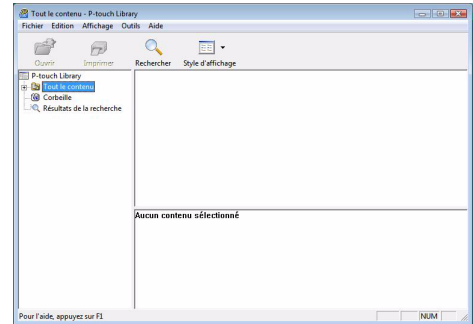 Tout le contenu - P-touch Library
Fichier Edition Affichage Outils Aide
Ouvrir Imprimer Rechercher Style d'affichage
P-touch Library
Tout le contenu
Corbeille
Résultats de la recherche
Aucun contenu sélectionné
Pour l'aide, appuyez sur F1
NUM